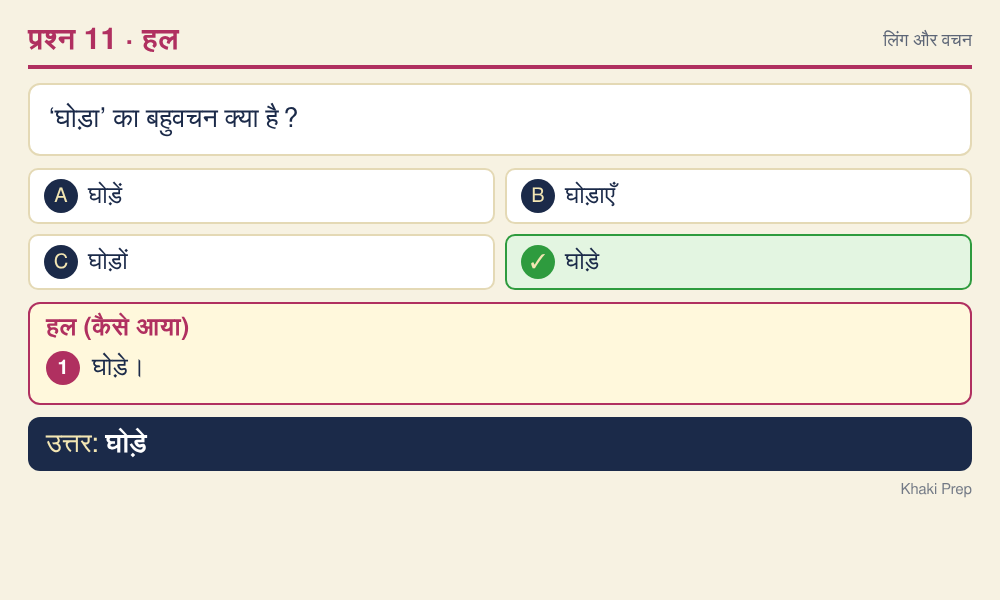 प्रश्न 11 · हल
लिंग और वचन
‘घोड़ा’ का बहुवचन क्या है ?
A घोड़ें
B घोड़ाएँ
C घोड़ों
✓ घोड़े
हल (कैसे आया)
1 घोड़े।
उत्तर: घोड़े
Khaki Prep